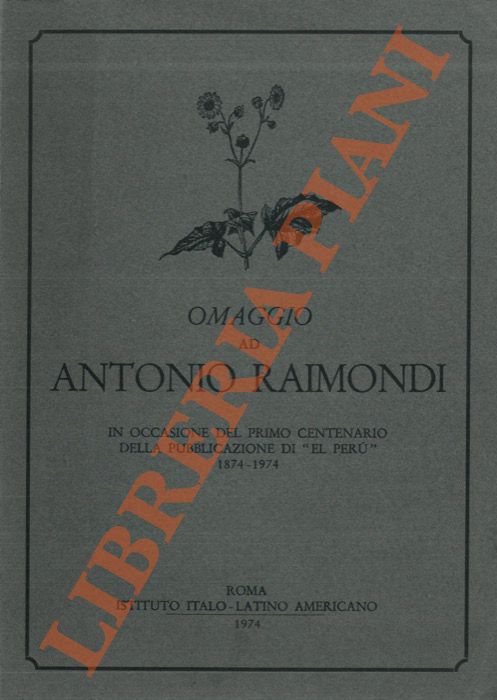 OMAGGIO
AD
ANTONIO RAIMONDI
IN OCCASIONE DEL PRIMO CENTENARIO
DELLA PUBBLICAZIONE DI "EL PERÚ"
1874-1974
ROMA
ISTITUTO ITALO-LATINO AMERICANO
1974
LIBRERIA PIANI